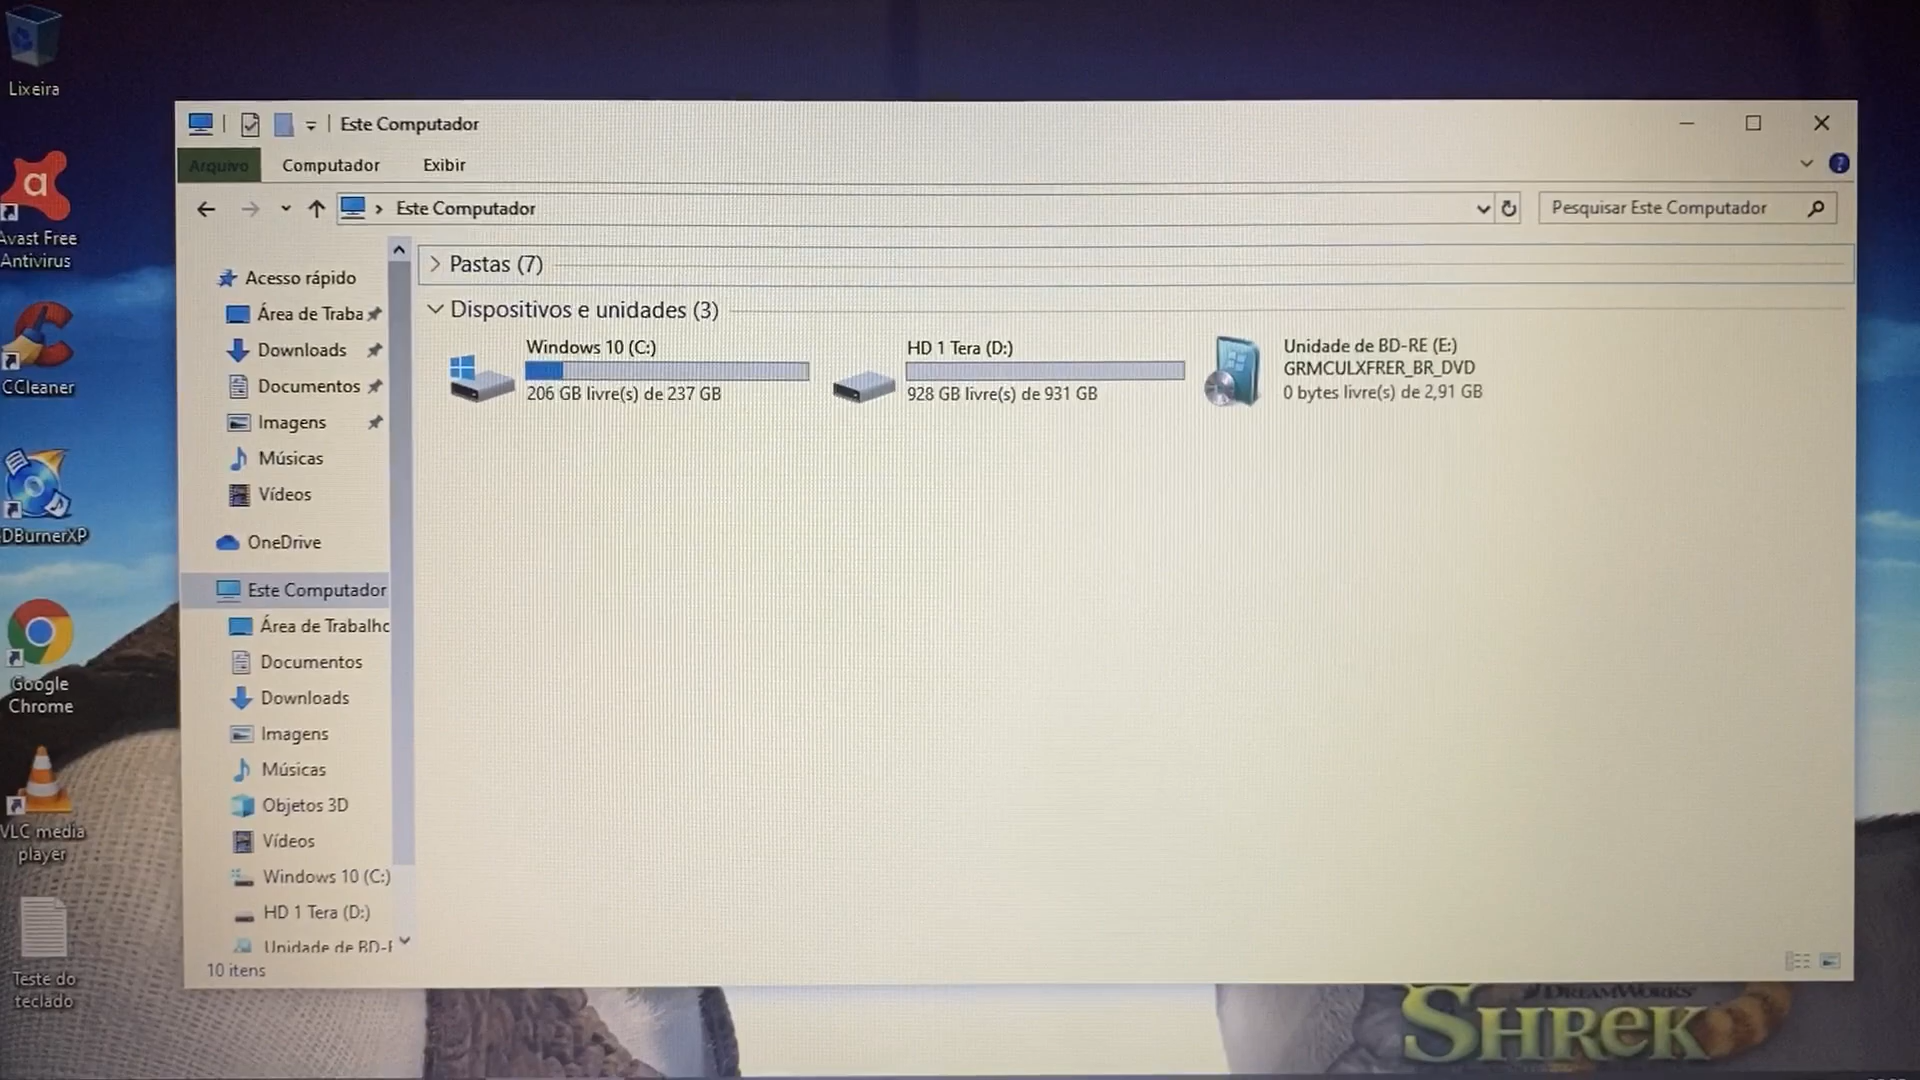 Lixeira
Avast Free
Antivirus
CCleaner
DBurnerXP
Google
Chrome
VLC media
player
Teste do
teclado
Este Computador
Arquivo
Computador
Exibir
Este Computador
Pesquisar Este Computador
Acesso rápido
Área de Traba
Downloads
Documentos
Imagens
Músicas
Vídeos
OneDrive
Este Computador
Área de Trabalho
Documentos
Downloads
Imagens
Músicas
Objetos 3D
Vídeos
Windows 10 (C:)
HD 1 Tera (D:)
Unidade de BD-R
10 itens
Pastas (7)
Dispositivos e unidades (3)
Windows 10 (C:)
206 GB livre(s) de 237 GB
HD 1 Tera (D:)
928 GB livre(s) de 931 GB
Unidade de BD-RE (E:)
GRMCULXFRER_BR_DVD
0 bytes livre(s) de 2,91 GB
DREAMWORKS
SHREK